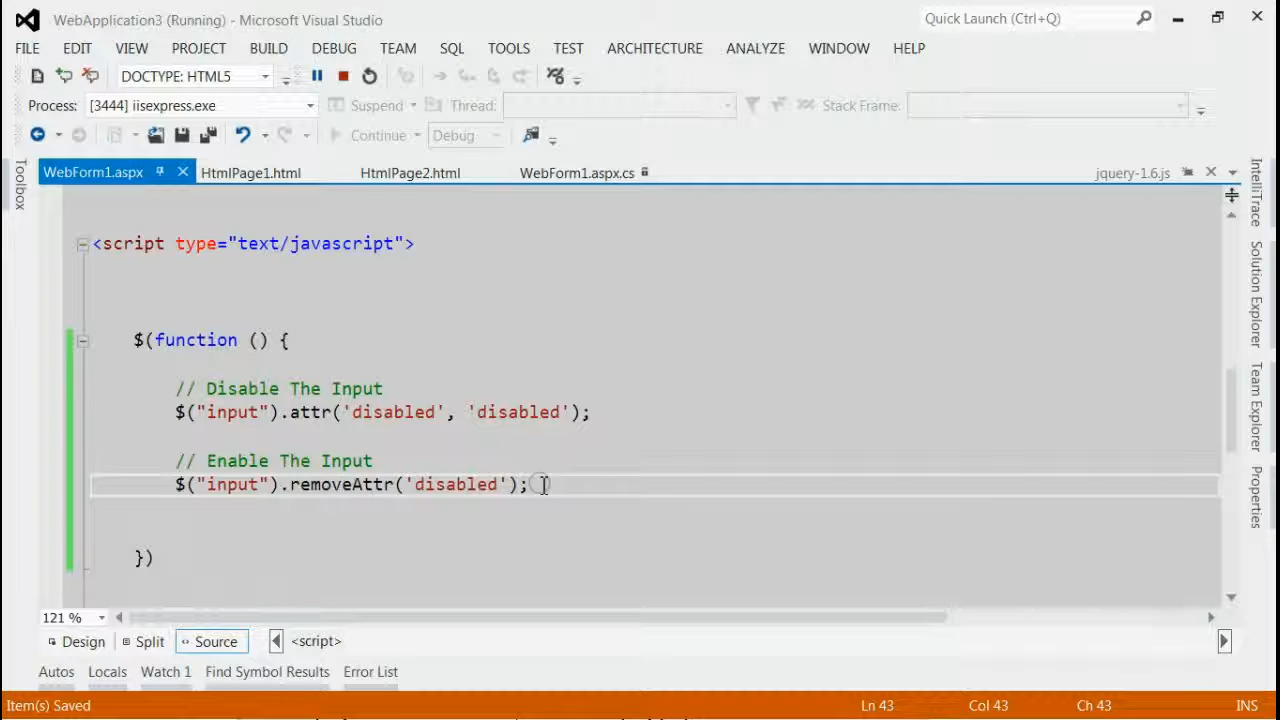 WebApplication3 (Running) - Microsoft Visual Studio
Quick Launch (Ctrl+Q)
FILE EDIT VIEW PROJECT BUILD DEBUG TEAM SQL TOOLS TEST ARCHITECTURE ANALYZE WINDOW HELP
DOCTYPE: HTML5
Process: [3444] iisexpress.exe Suspend Thread: Stack Frame:
Continue Debug
Toolbox
WebForm1.aspx HtmlPage1.html HtmlPage2.html WebForm1.aspx.cs jquery-1.6.js
<script type="text/javascript">
$(function () {
// Disable The Input
$("input").attr('disabled', 'disabled');
// Enable The Input
$("input").removeAttr('disabled');
})
IntelliTrace
Solution Explorer
Team Explorer
Properties
121 %
Design Split Source <script>
Autos Locals Watch 1 Find Symbol Results Error List
Item(s) Saved Ln 43 Col 43 Ch 43 INS